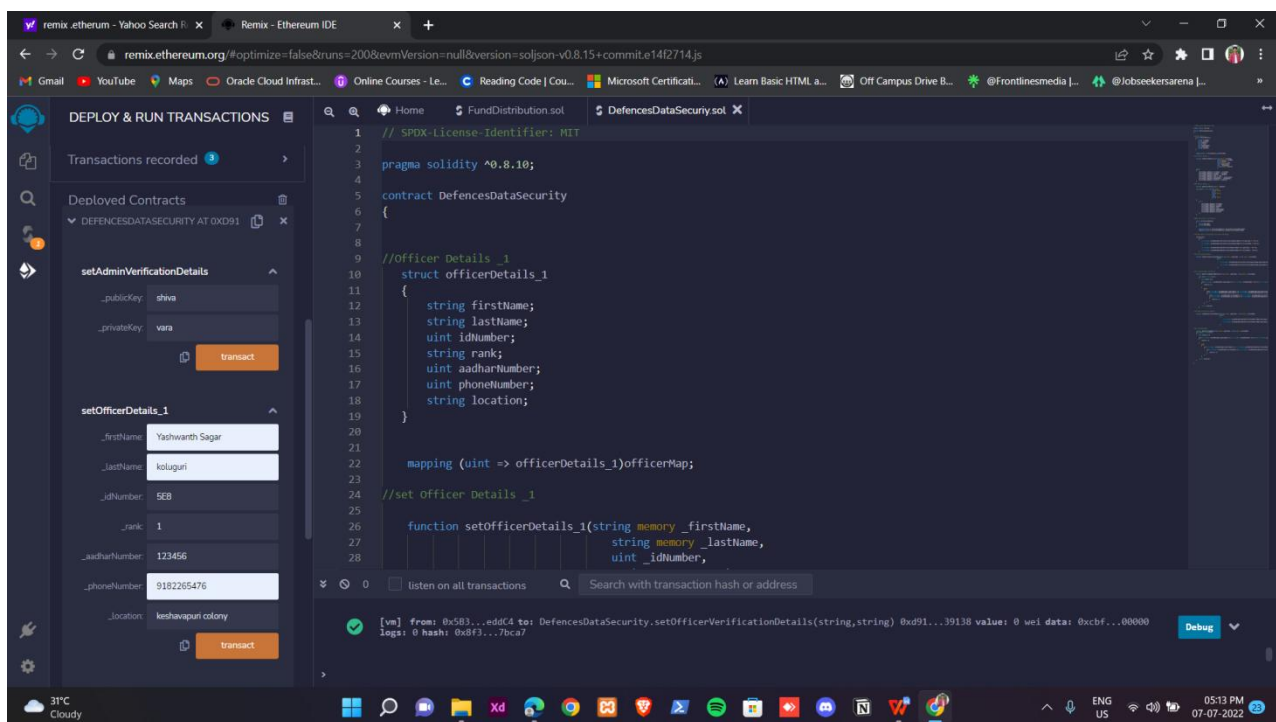 remix .etherum - Yahoo Search R
Remix - Ethereum IDE
remix.ethereum.org/#optimize=false&runs=200&evmVersion=null&version=soljson-v0.8.15+commit.e14f2714.js
Gmail
YouTube
Maps
Oracle Cloud Infrast...
Online Courses - Le...
Reading Code | Cou...
Microsoft Certificati...
Learn Basic HTML a...
Off Campus Drive B...
@Frontlinesmedia |...
@Jobseekersarena |...
»
DEPLOY & RUN TRANSACTIONS
Transactions recorded 3
Deployed Contracts
DEFENCESDATASECURITY AT 0XD91
setAdminVerificationDetails
_publicKey: shiva
_privateKey: vara
transact
setOfficerDetails_1
_firstName: Yashwanth Sagar
_lastName: koluguri
_idNumber: 5E8
_rank: 1
_aadharNumber: 123456
_phoneNumber: 9182265476
_location: keshavapuri colony
transact
Home
FundDistribution.sol
DefencesDataSecuriy.sol
1 // SPDX-License-Identifier: MIT
2
3 pragma solidity ^0.8.10;
4
5 contract DefencesDataSecurity
6 {
7
8
9 //Officer Details _1
10 struct officerDetails_1
11 {
12 string firstName;
13 string lastName;
14 uint idNumber;
15 string rank;
16 uint aadharNumber;
17 uint phoneNumber;
18 string location;
19 }
20
21
22 mapping (uint => officerDetails_1)officerMap;
23
24 //set Officer Details _1
25
26 function setOfficerDetails_1(string memory _firstName,
27 string memory _lastName,
28 uint _idNumber,
0
listen on all transactions
Search with transaction hash or address
[vm] from: 0x5B3...eddC4 to: DefencesDataSecurity.setOfficerVerificationDetails(string,string) 0xd91...39138 value: 0 wei data: 0xcbf...00000
logs: 0 hash: 0x8f3...7bca7
Debug
>
31°C
Cloudy
Xd
ENG
US
05:13 PM
07-07-2022
23